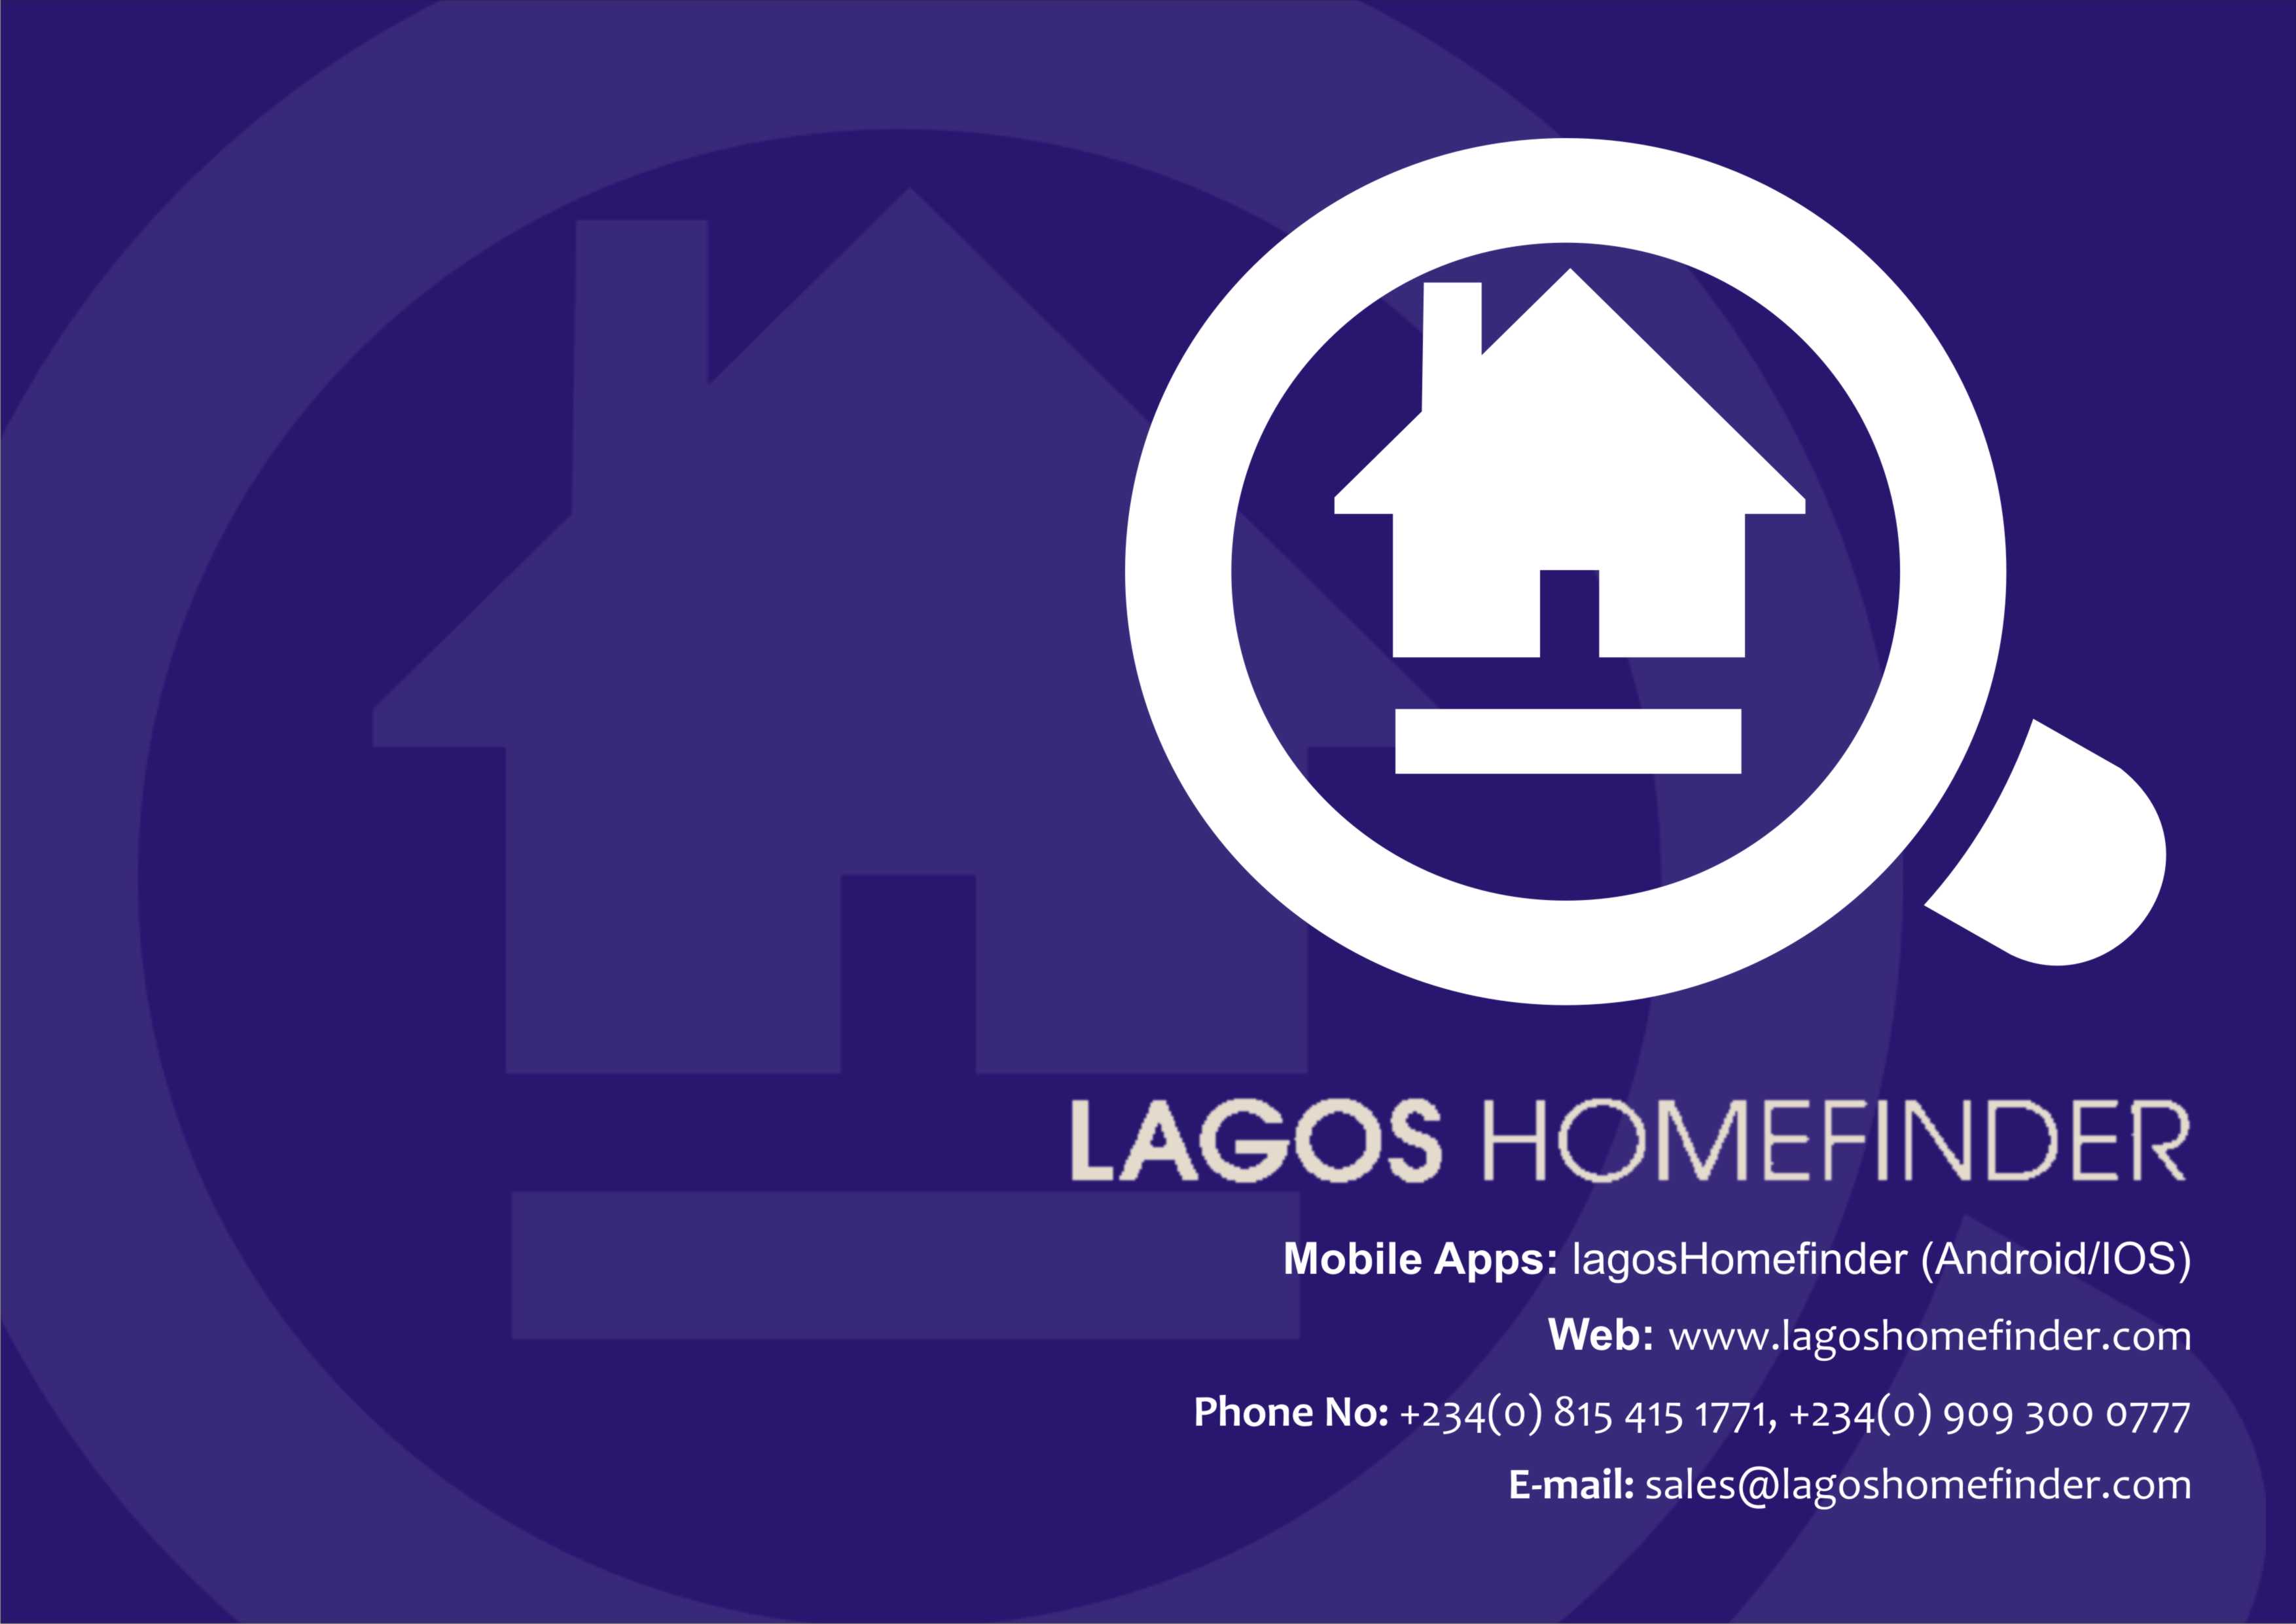 LAGOS HOMEFINDER
Mobile Apps: lagosHomefinder (Android/IOS)
Web: www.lagoshomefinder.com
Phone No: +234(0) 815 415 1771, +234(0) 909 300 0777
E-mail: sales@lagoshomefinder.com